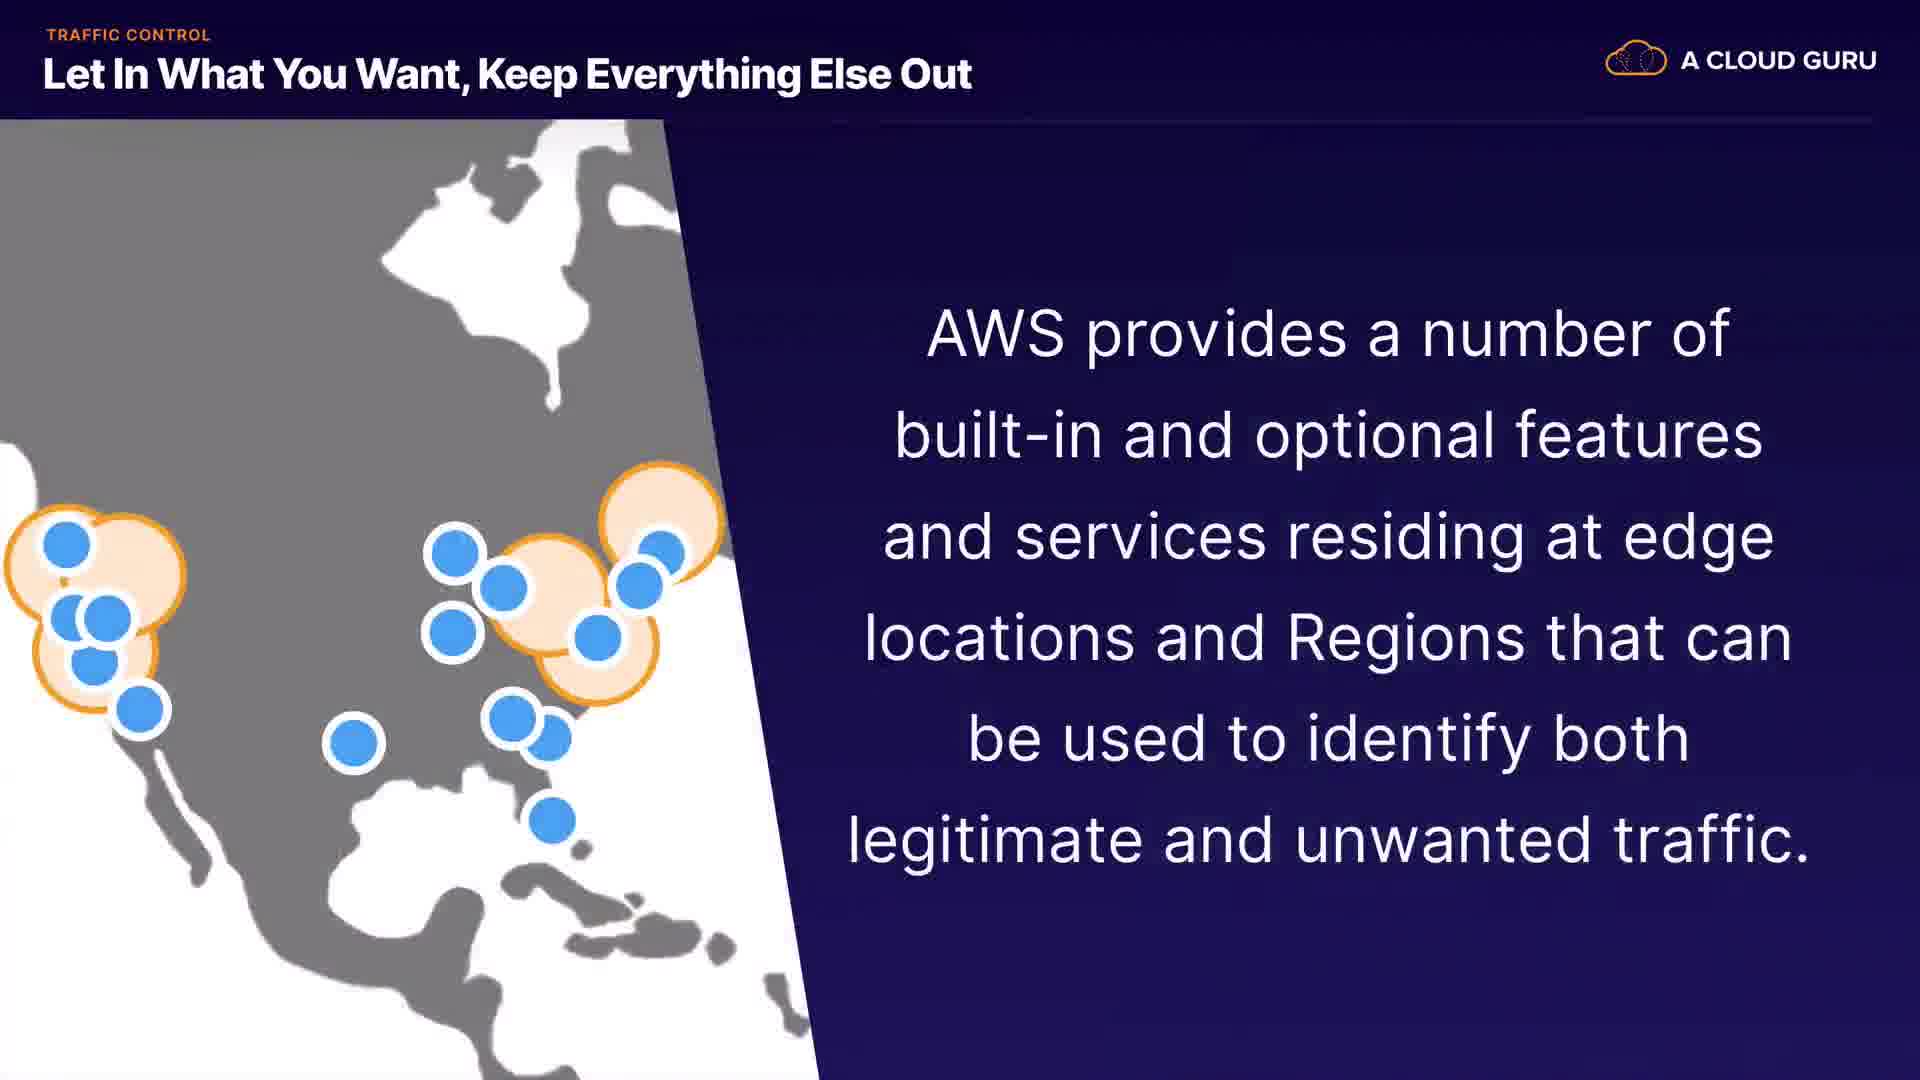 TRAFFIC CONTROL
Let In What You Want, Keep Everything Else Out
A CLOUD GURU
AWS provides a number of
built-in and optional features
and services residing at edge
locations and Regions that can
be used to identify both
legitimate and unwanted traffic.